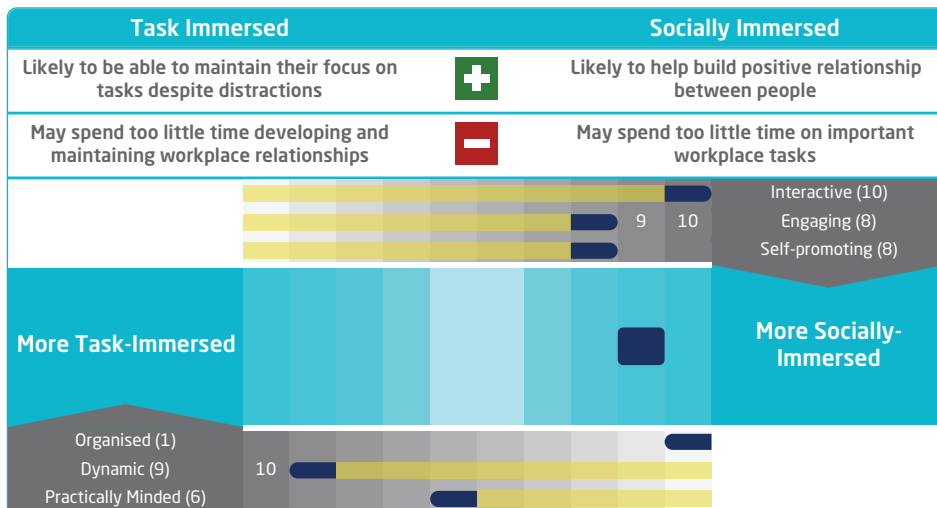 Task Immersed
Socially Immersed
Likely to be able to maintain their focus on
tasks despite distractions
Likely to help build positive relationship
between people
May spend too little time developing and
maintaining workplace relationships
May spend too little time on important
workplace tasks
Interactive (10)
9 10 Engaging (8)
Self-promoting (8)
More Task-Immersed
More Socially-
Immersed
Organised (1)
Dynamic (9) 10
Practically Minded (6)